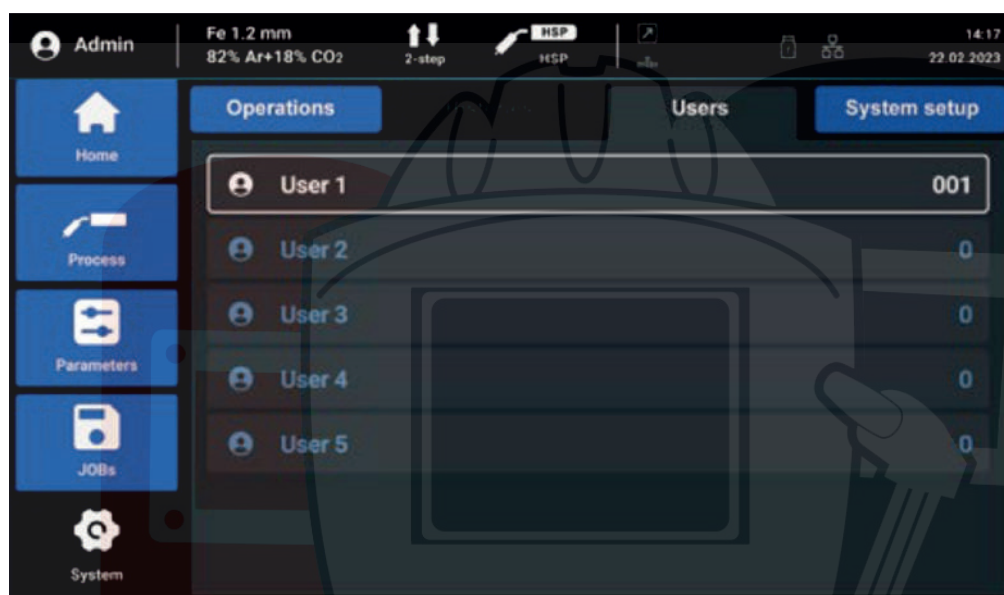 Admin
Fe 1.2 mm
82% Ar+18% CO2
2-step
HSP
HSP
14:17
22.02.2023
Home
Process
Parameters
JOBs
System
Operations
Users
System setup
User 1 001
User 2 0
User 3 0
User 4 0
User 5 0